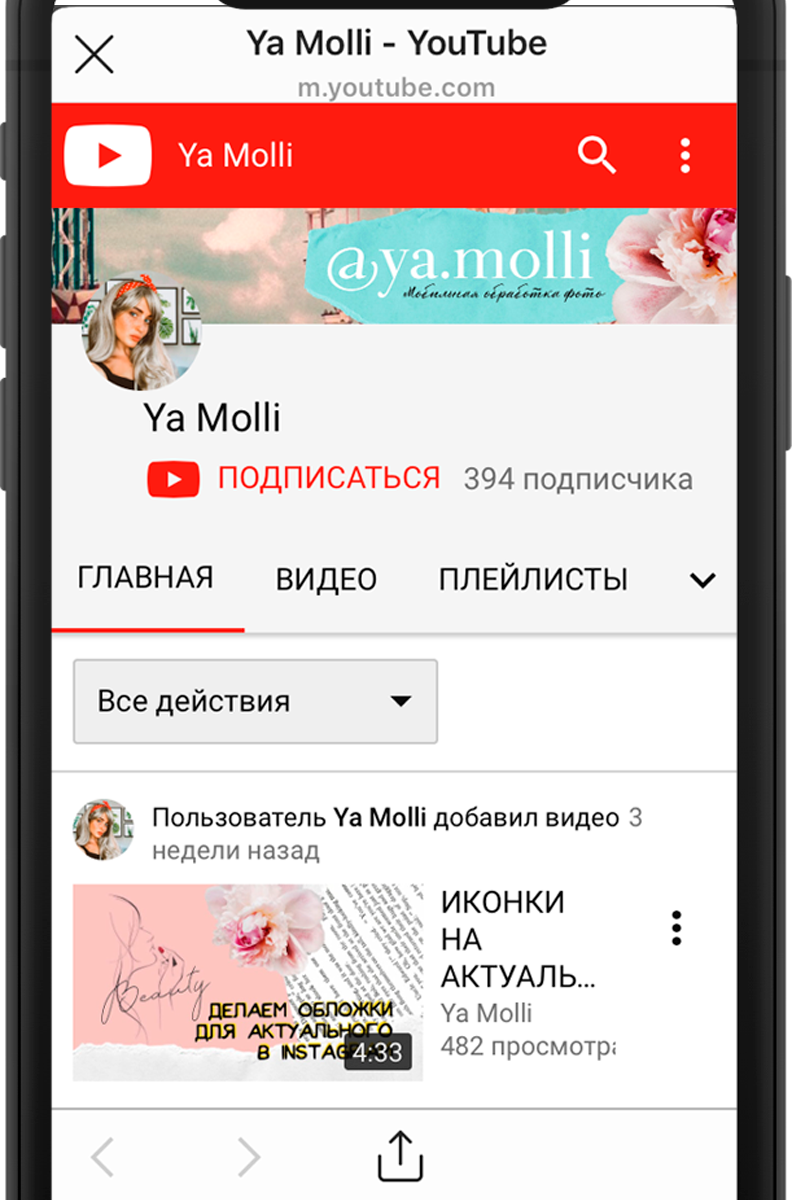 Ya Molli - YouTube
m.youtube.com
Ya Molli
@ya.molli
Мобильная обработка фото
Ya Molli
ПОДПИСАТЬСЯ 394 подписчика
ГЛАВНАЯ ВИДЕО ПЛЕЙЛИСТЫ
Все действия
Пользователь Ya Molli добавил видео 3
недели назад
Beauty
ДЕЛАЕМ ОБЛОЖКИ
ДЛЯ АКТУАЛЬНОГО
В INSTAG
4:33
ИКОНКИ
НА
АКТУАЛЬ...
Ya Molli
482 просмотра